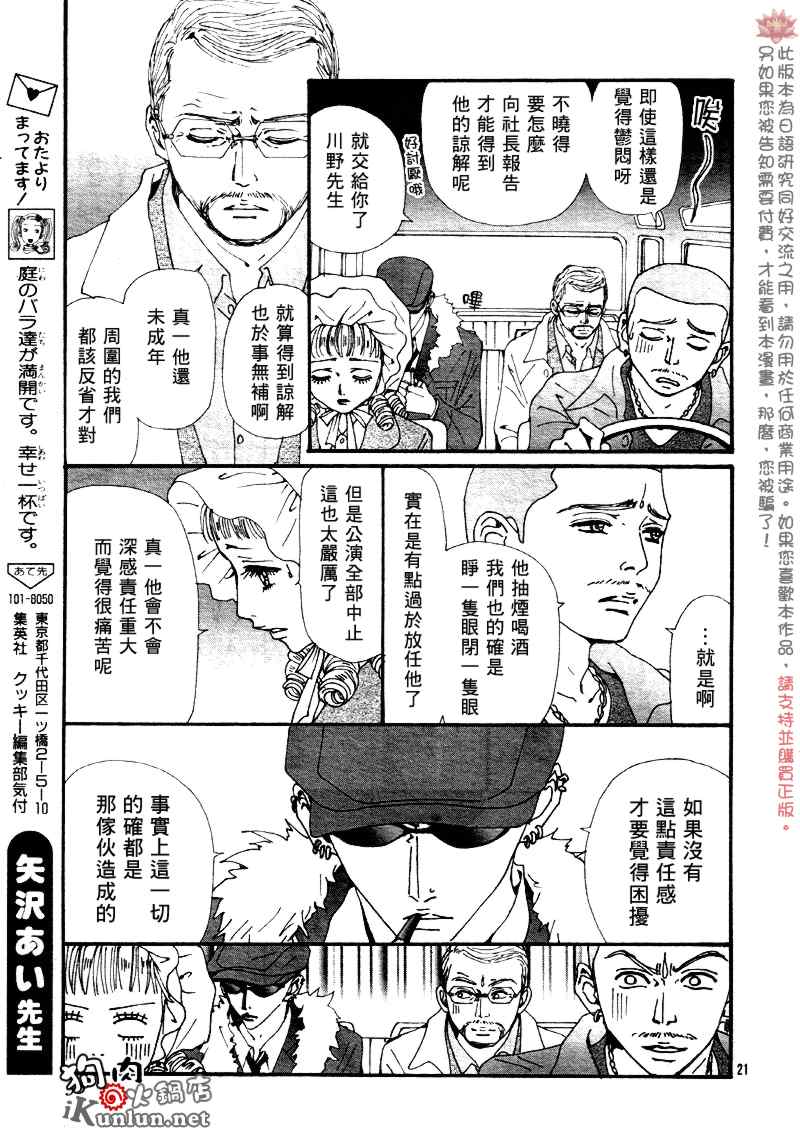 唉～
即使這樣還是
覺得鬱悶呀
不曉得
要怎麼
向社長報告
才能得到
他的諒解呢
好討厭哦
就交給你了
川野先生
嘿
就算得到諒解
也於事無補啊
真一他還
未成年
周圍的我們
都該反省才對
…就是啊
他抽煙喝酒
我們也的確是
睜一隻眼閉一隻眼
實在是有點過於放任他了
但是公演全部中止
這也太嚴厲了
真一他會不會
深感責任重大
而覺得很痛苦呢
如果沒有
這點責任感
才要覺得困擾
事實上這一切
的確都是
那傢伙造成的
21
此版本為日語研究同好交流之用，請勿用於任何商業用途。如果您喜歡本作品，請支持並購買正版。
只如果您被告知需要付費，才能看到本漫畫，那麼，您被騙了！
おたより
まってます！
庭のバラ達が満開です。幸せ一杯です。
あて先
101-8050
東京都千代田区一ツ橋2-5-10
集英社 クッキー編集部気付
矢沢あい先生
狗肉火鍋店
iKunlun.net